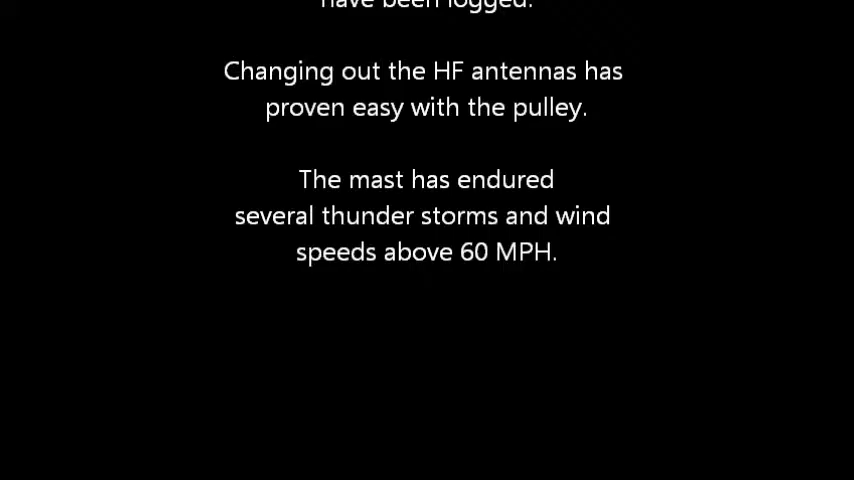 have been logged.
Changing out the HF antennas has
proven easy with the pulley.
The mast has endured
several thunder storms and wind
speeds above 60 MPH.